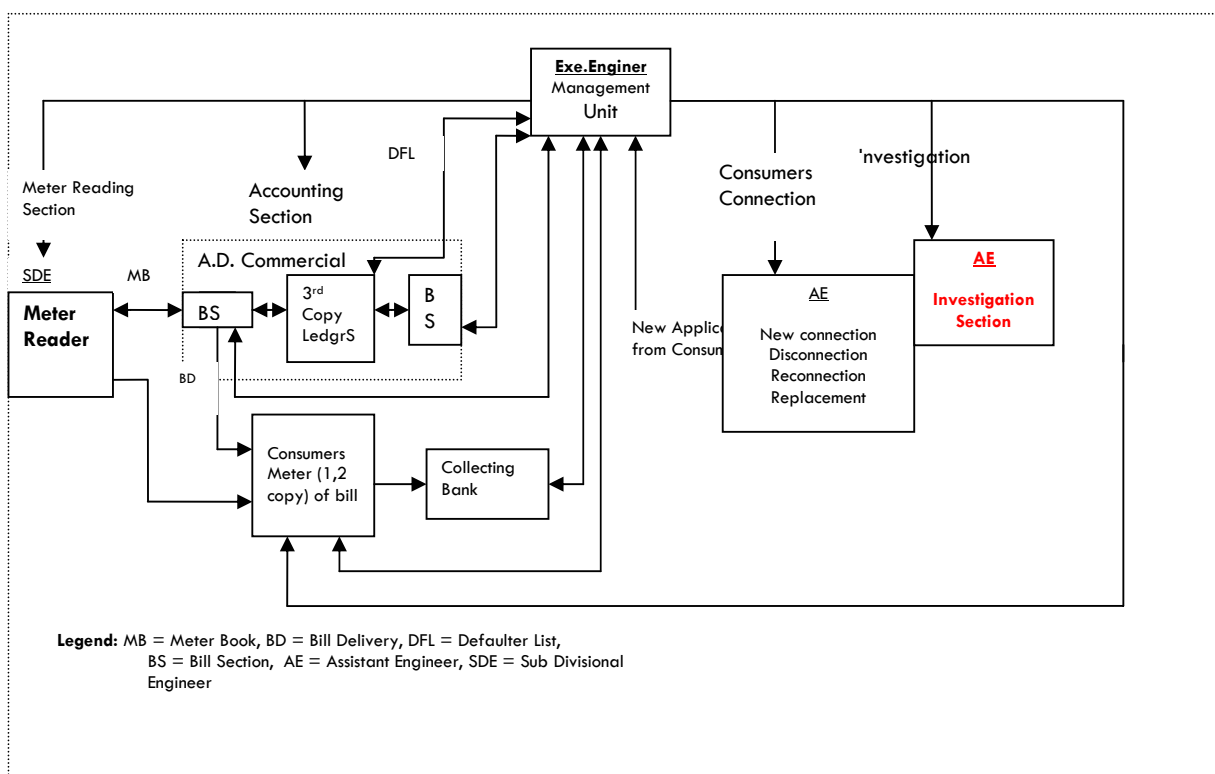 Exe.Enginer
Management
Unit
DFL
Meter Reading
Section
Accounting
Section
Consumers
Connection
'nvestigation
SDE
MB
A.D. Commercial
Meter
Reader
BS
3rd
Copy
LedgrS
B
S
BD
New Applic
from Consum
AE
New connection
Disconnection
Reconnection
Replacement
AE
Investigation
Section
Consumers
Meter (1,2
copy) of bill
Collecting
Bank
Legend: MB = Meter Book, BD = Bill Delivery, DFL = Defaulter List,
BS = Bill Section, AE = Assistant Engineer, SDE = Sub Divisional
Engineer